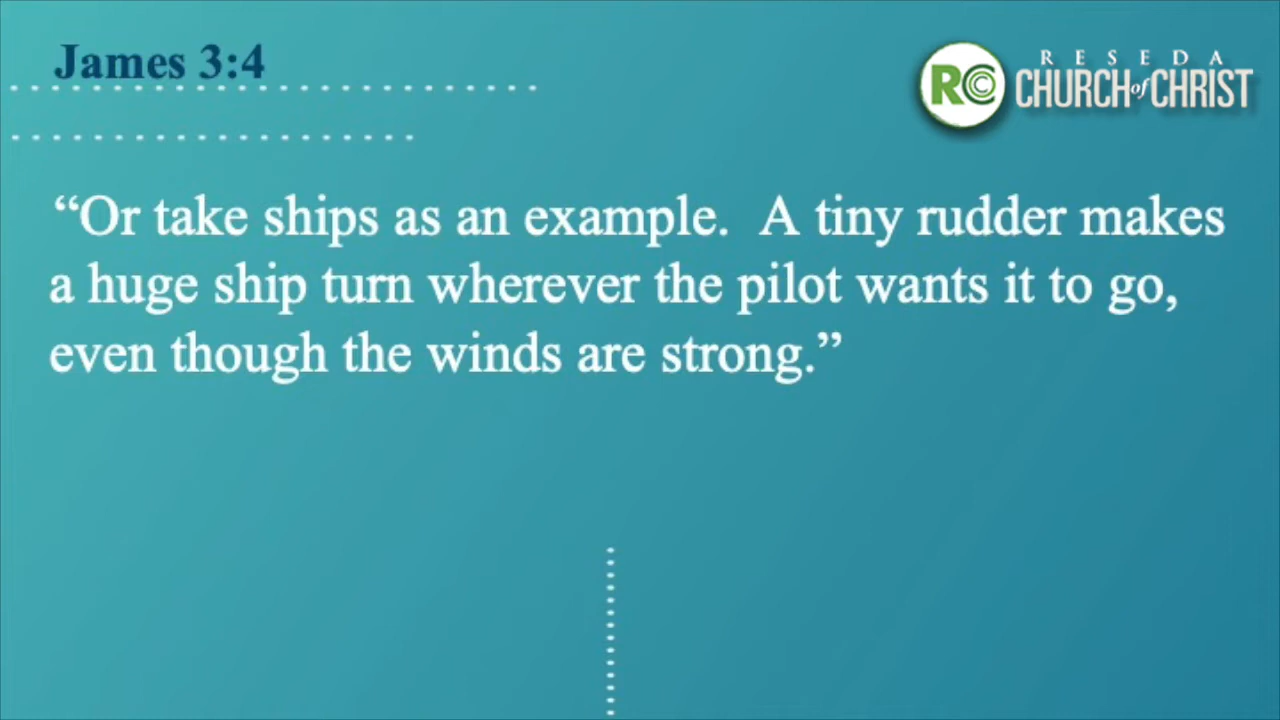 James 3:4
RCC
RESEDA
CHURCH of CHRIST
“Or take ships as an example.  A tiny rudder makes
a huge ship turn wherever the pilot wants it to go,
even though the winds are strong.”